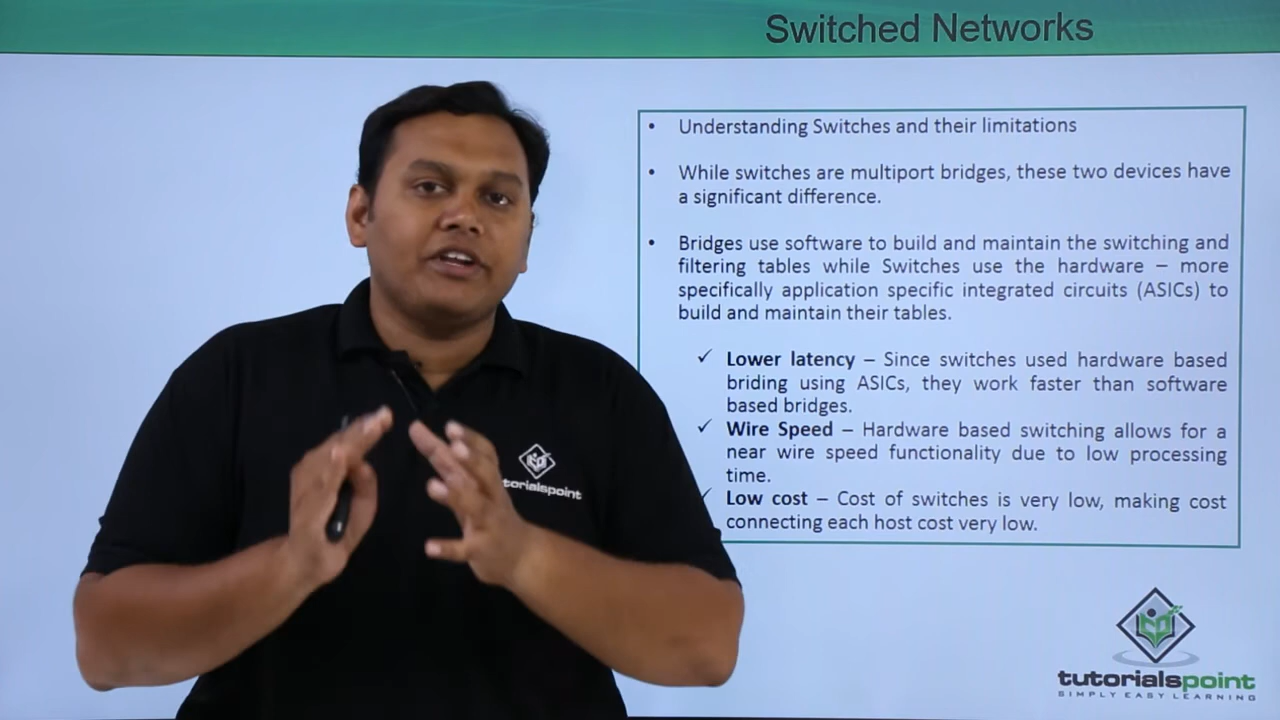 Switched Networks
• Understanding Switches and their limitations
• While switches are multiport bridges, these two devices have
a significant difference.
• Bridges use software to build and maintain the switching and
filtering tables while Switches use the hardware – more
specifically application specific integrated circuits (ASICs) to
build and maintain their tables.
✓ Lower latency – Since switches used hardware based
briding using ASICs, they work faster than software
based bridges.
✓ Wire Speed – Hardware based switching allows for a
near wire speed functionality due to low processing
time.
✓ Low cost – Cost of switches is very low, making cost
connecting each host cost very low.
torialspoint
tutorialspoint
SIMPLY EASY LEARNING